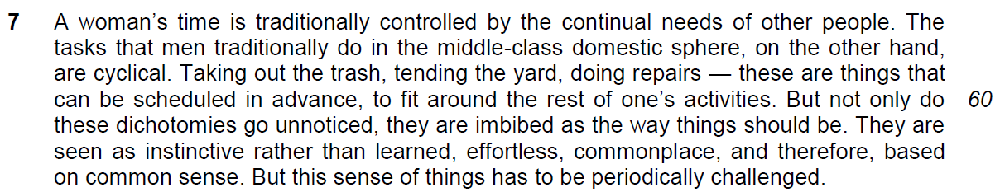 7 A woman’s time is traditionally controlled by the continual needs of other people. The
tasks that men traditionally do in the middle-class domestic sphere, on the other hand,
are cyclical. Taking out the trash, tending the yard, doing repairs — these are things that
can be scheduled in advance, to fit around the rest of one’s activities. But not only do 60
these dichotomies go unnoticed, they are imbibed as the way things should be. They are
seen as instinctive rather than learned, effortless, commonplace, and therefore, based
on common sense. But this sense of things has to be periodically challenged.